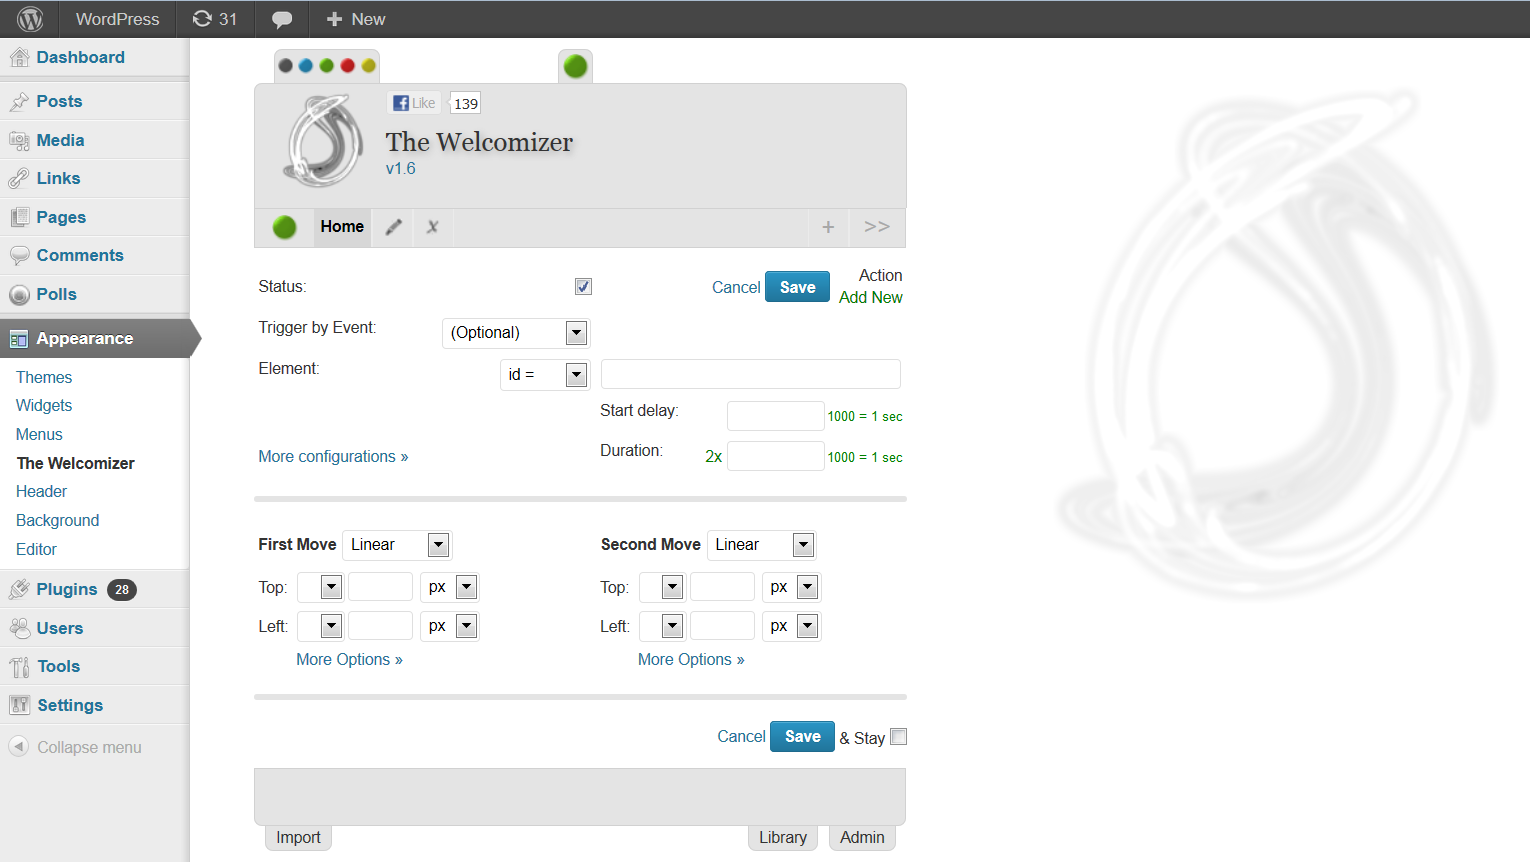 WordPress 31 + New
Dashboard
Posts
Media
Links
Pages
Comments
Polls
Appearance
Themes
Widgets
Menus
The Welcomizer
Header
Background
Editor
Plugins 28
Users
Tools
Settings
Collapse menu
Like 139
The Welcomizer
v1.6
Home x + >>
Status: Cancel Save Action
Add New
Trigger by Event: (Optional)
Element: id =
Start delay: 1000 = 1 sec
More configurations » Duration: 2x 1000 = 1 sec
First Move Linear Second Move Linear
Top: px Top: px
Left: px Left: px
More Options » More Options »
Cancel Save & Stay
Import Library Admin